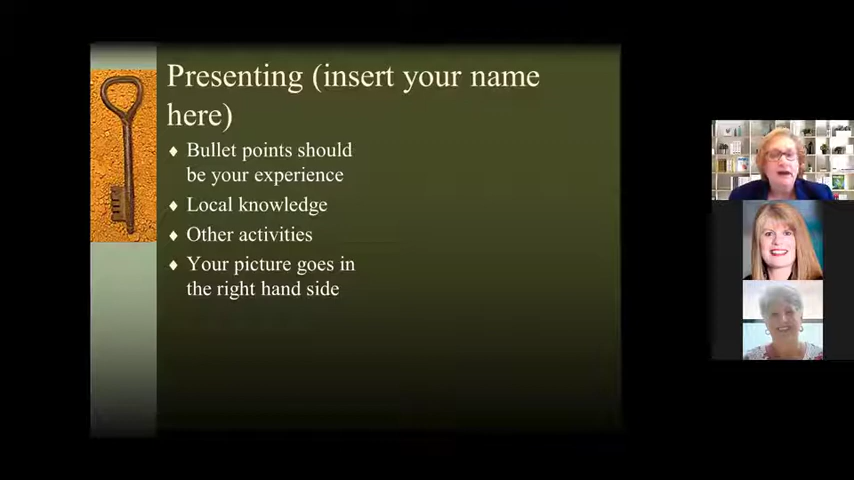 Presenting (insert your name
here)
Bullet points should
be your experience
Local knowledge
Other activities
Your picture goes in
the right hand side